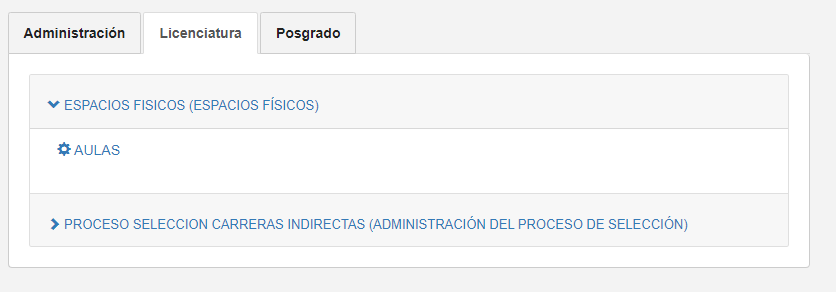 Administración Licenciatura Posgrado
ESPACIOS FISICOS (ESPACIOS FÍSICOS)
AULAS
PROCESO SELECCION CARRERAS INDIRECTAS (ADMINISTRACIÓN DEL PROCESO DE SELECCIÓN)